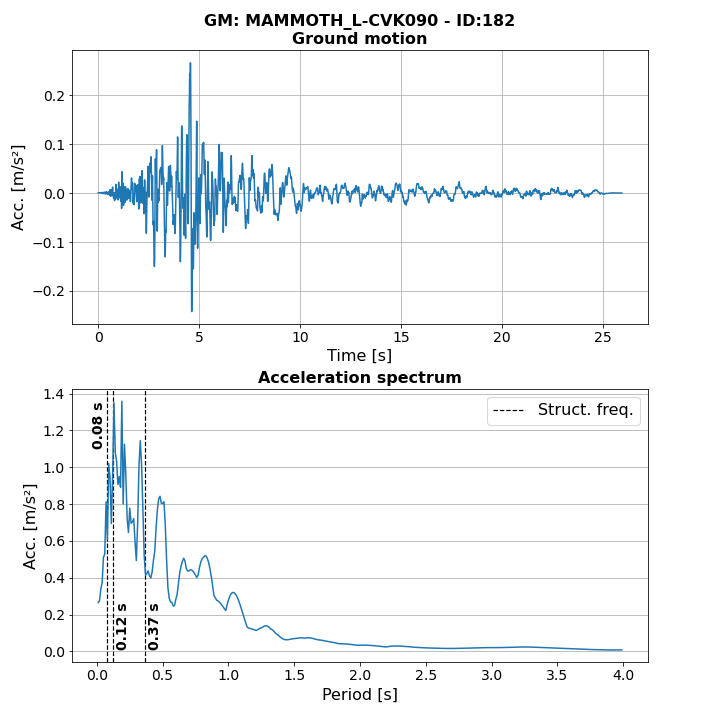 GM: MAMMOTH_L-CVK090 - ID:182
Ground motion
0.2
0.1
0.0
−0.1
−0.2
Acc. [m/s²]
0 5 10 15 20 25
Time [s]
Acceleration spectrum
1.4
1.2
1.0
0.8
0.6
0.4
0.2
0.0
Acc. [m/s²]
Struct. freq.
0.08 s
0.12 s
0.37 s
0.0 0.5 1.0 1.5 2.0 2.5 3.0 3.5 4.0
Period [s]